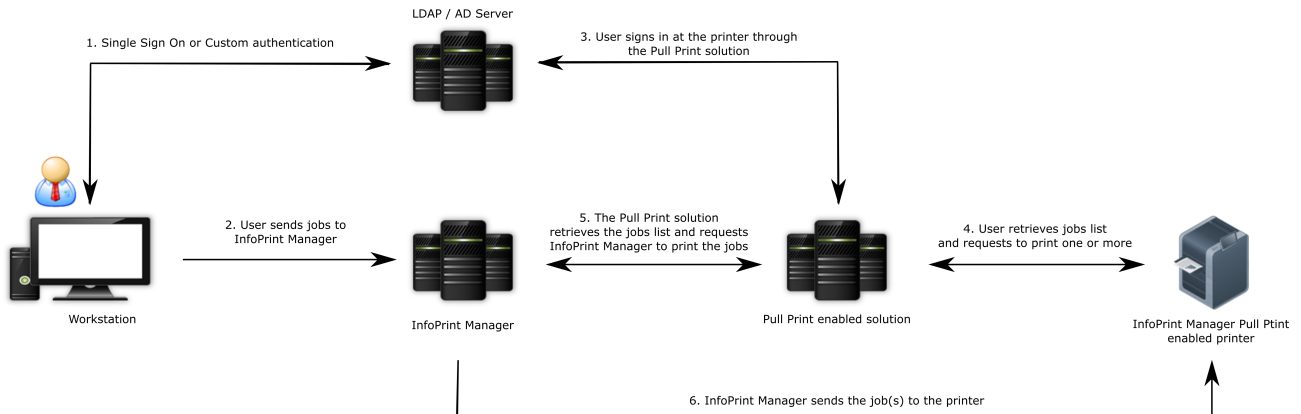 LDAP / AD Server
1. Single Sign On or Custom authentication
3. User signs in at the printer through
the Pull Print solution
2. User sends jobs to
InfoPrint Manager
5. The Pull Print solution
retrieves the jobs list and requests
InfoPrint Manager to print the jobs
4. User retrieves jobs list
and requests to print one or more
Workstation
InfoPrint Manager
Pull Print enabled solution
InfoPrint Manager Pull Ptint
enabled printer
6. InfoPrint Manager sends the job(s) to the printer